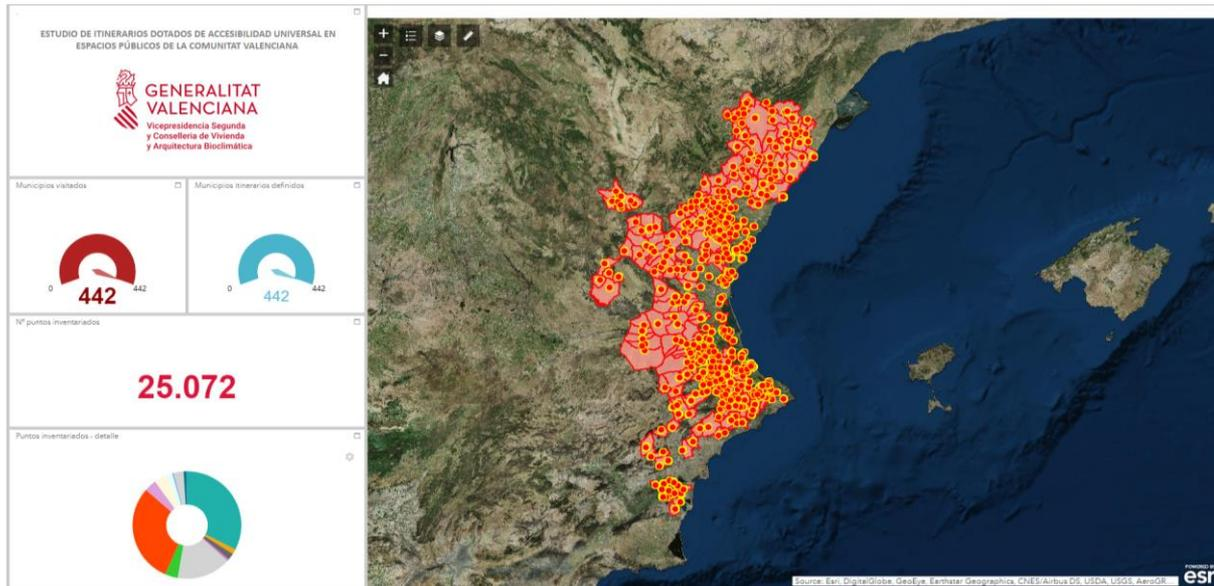 ESTUDIO DE ITINERARIOS DOTADOS DE ACCESIBILIDAD UNIVERSAL EN
ESPACIOS PÚBLICOS DE LA COMUNITAT VALENCIANA
GENERALITAT
VALENCIANA
Vicepresidencia Segunda
y Conselleria de Vivienda
y Arquitectura Bioclimática
Municipios visitados
Municipios itinerarios definidos
0
442
442
0
442
442
Nº puntos inventariados
25.072
Puntos inventariados - detalle
+
−
Source: Esri, DigitalGlobe, GeoEye, Earthstar Geographics, CNES/Airbus DS, USDA, USGS, AeroGR...
POWERED BY
esri